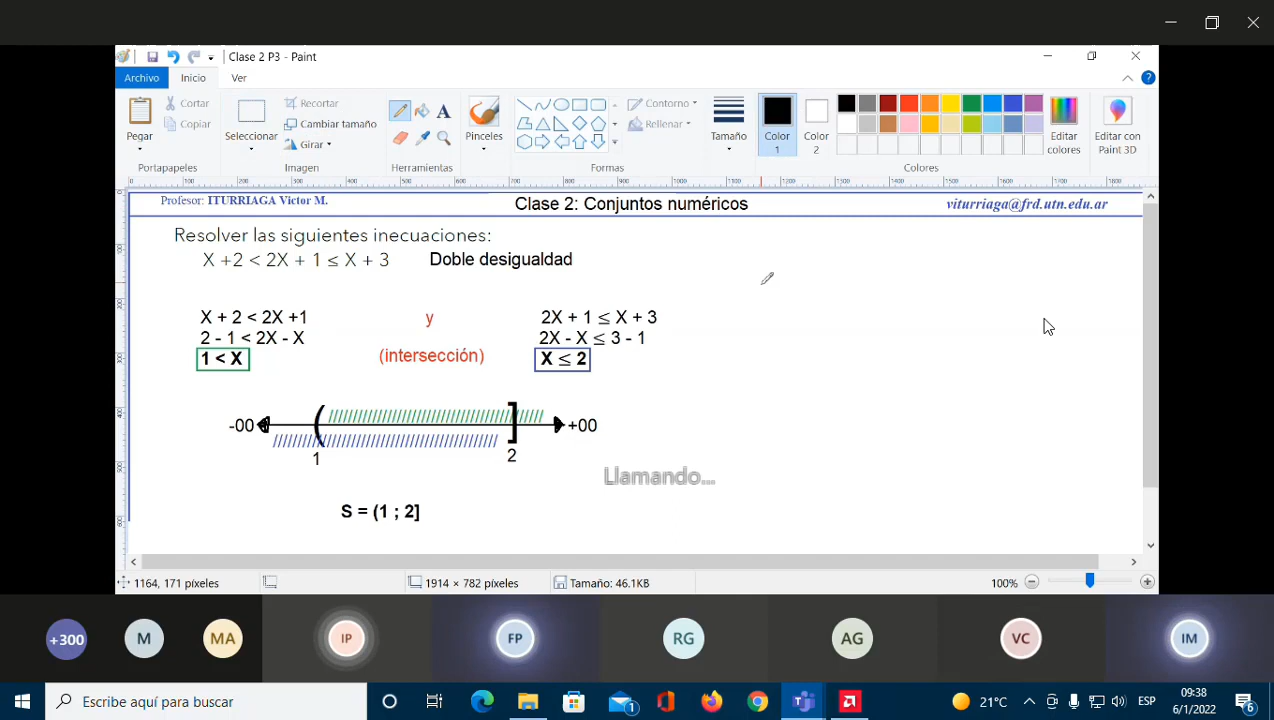 Clase 2 P3 - Paint
Archivo
Inicio
Ver
Pegar
Cortar
Copiar
Portapapeles
Seleccionar
Recortar
Cambiar tamaño
Girar
Imagen
A
Herramientas
Pinceles
Contorno
Rellenar
Formas
Tamaño
Color
1
Color
2
Editar
colores
Colores
Editar con
Paint 3D
Profesor: ITURRIAGA Victor M.
Clase 2: Conjuntos numéricos
viturriaga@frd.utn.edu.ar
Resolver las siguientes inecuaciones:
X +2 < 2X + 1 ≤ X + 3 Doble desigualdad
X + 2 < 2X +1 y 2X + 1 ≤ X + 3
2 - 1 < 2X - X 2X - X ≤ 3 - 1
1 < X (intersección) X ≤ 2
-00 ( ] +00
1 2
Llamando...
S = (1 ; 2]
1164, 171 píxeles
1914 × 782 píxeles
Tamaño: 46.1KB
100%
+300
M
MA
IP
FP
RG
AG
VC
IM
Escribe aquí para buscar
21°C
ESP
09:38
6/1/2022
6